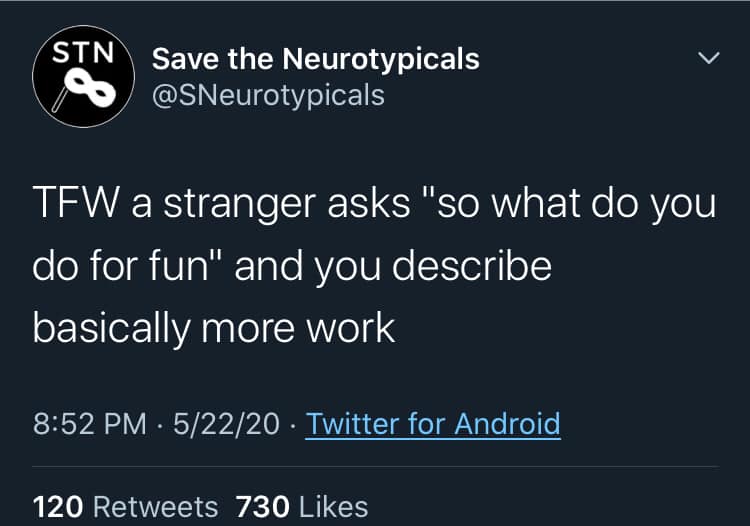 STN
Save the Neurotypicals
@SNeurotypicals
TFW a stranger asks "so what do you
do for fun" and you describe
basically more work
8:52 PM · 5/22/20 · Twitter for Android
120 Retweets 730 Likes